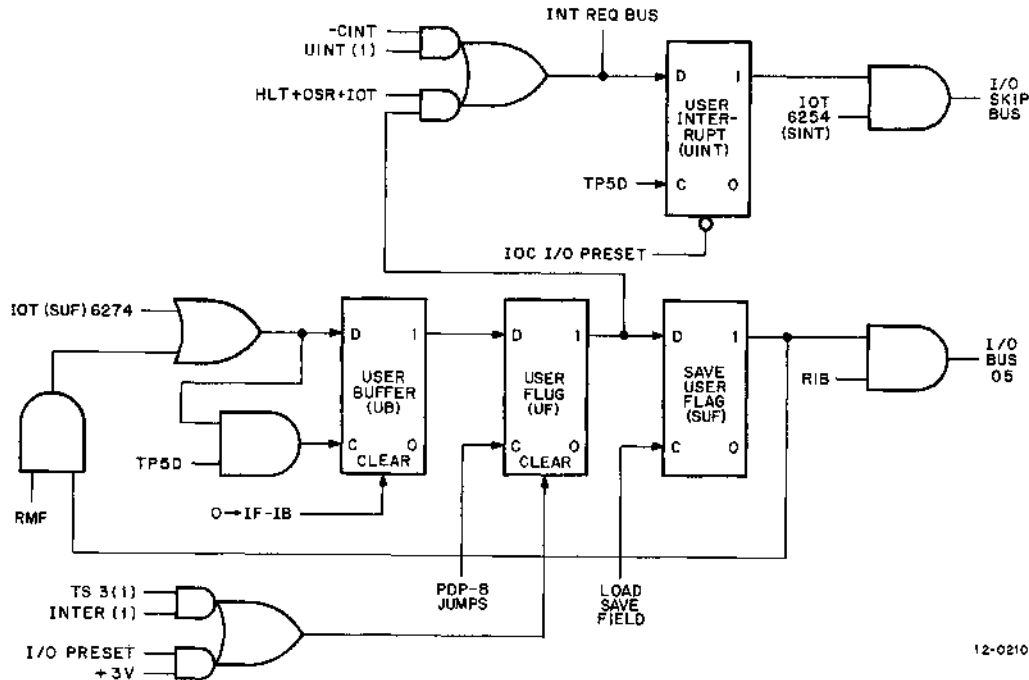 INT REQ BUS
-CINT
UINT (1)
HLT+OSR+IOT
D 1
USER
INTER-
RUPT
(UINT)
C 0
TP5D
IOC I/O PRESET
IOT
6254
(SINT)
I/O
SKIP
BUS
IOT (SUF) 6274
TP5D
RMF
D 1
USER
BUFFER
(UB)
C 0
CLEAR
0→IF-IB
D 1
USER
FLUG
(UF)
C 0
CLEAR
PDP-8
JUMPS
D 1
SAVE
USER
FLAG
(SUF)
C 0
LOAD
SAVE
FIELD
RIB
I/O
BUS
05
TS 3(1)
INTER (1)
I/O PRESET
+3V
12-0210